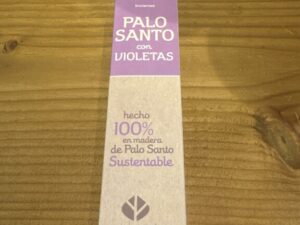 PALO
SANTO
con
VIOLETAS
hecho
100%
en madera
de Palo Santo
Sustentable